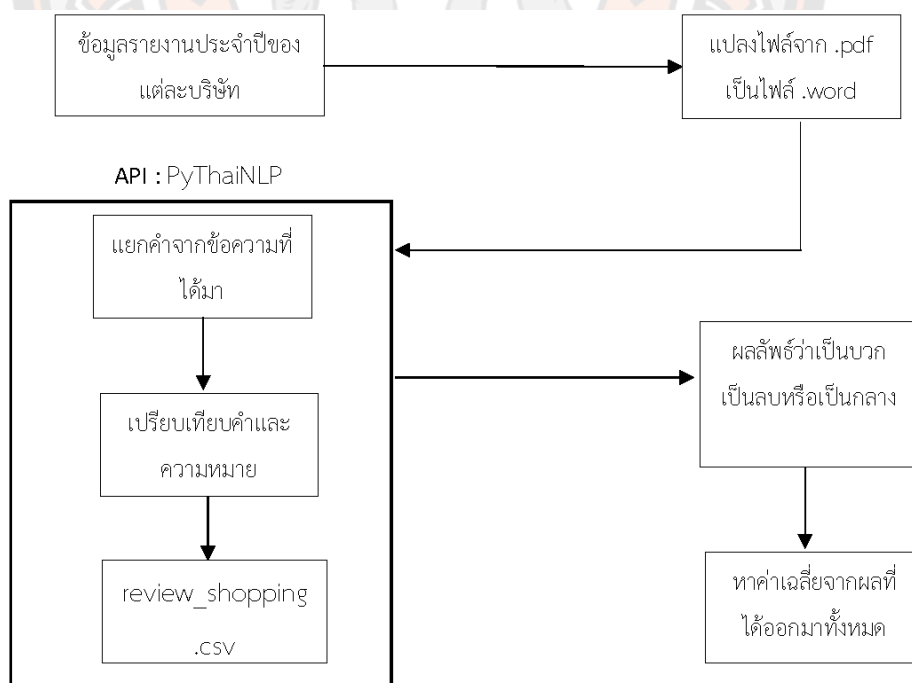 ข้อมูลรายงานประจำปีของ
แต่ละบริษัท
แปลงไฟล์จาก .pdf
เป็นไฟล์ .word
API : PyThaiNLP
แยกคำจากข้อความที่
ได้มา
เปรียบเทียบคำและ
ความหมาย
review_shopping
.csv
ผลลัพธ์ว่าเป็นบวก
เป็นลบหรือเป็นกลาง
หาค่าเฉลี่ยจากผลที่
ได้ออกมาทั้งหมด